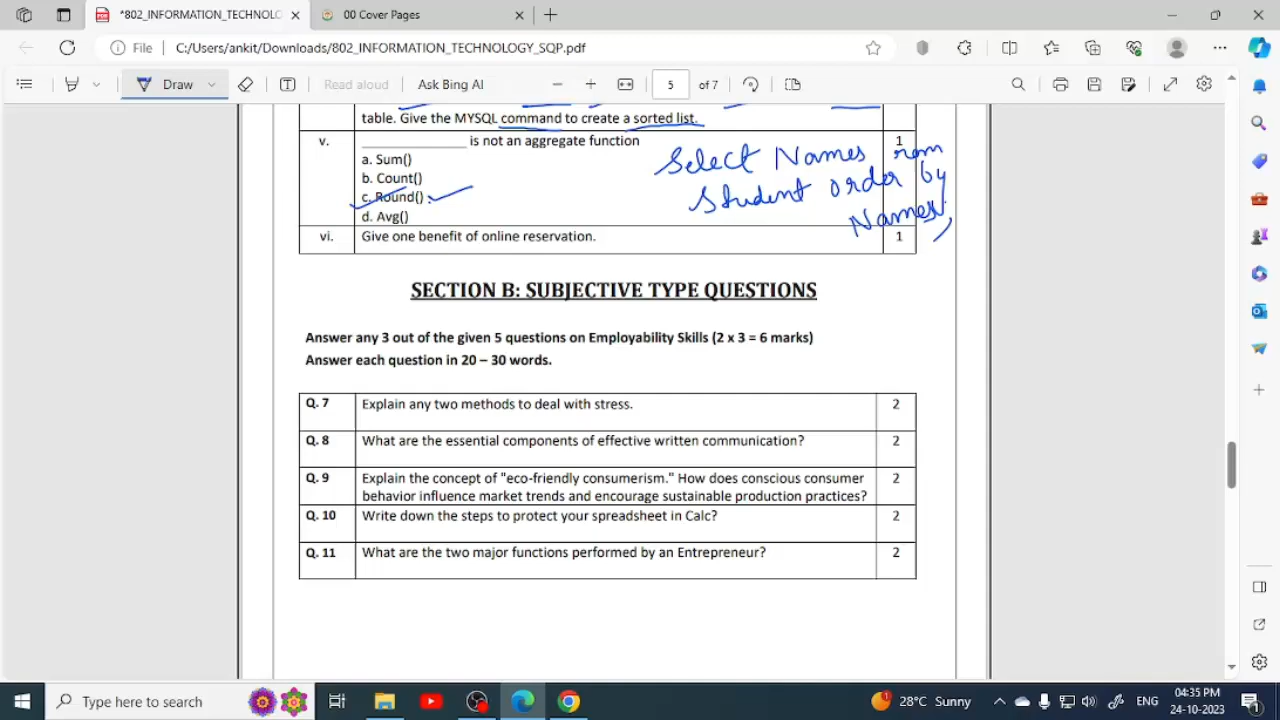 *802_INFORMATION_TECHNOLO
00 Cover Pages
File
C:/Users/ankit/Downloads/802_INFORMATION_TECHNOLOGY_SQP.pdf
Draw
Read aloud
Ask Bing AI
5 of 7
table. Give the MYSQL command to create a sorted list.
v. ________________ is not an aggregate function 1
a. Sum()
b. Count()
c. Round()
d. Avg()
Select Names rom
Student order by
Names;
vi. Give one benefit of online reservation. 1
SECTION B: SUBJECTIVE TYPE QUESTIONS
Answer any 3 out of the given 5 questions on Employability Skills (2 x 3 = 6 marks)
Answer each question in 20 – 30 words.
Q. 7 Explain any two methods to deal with stress. 2
Q. 8 What are the essential components of effective written communication? 2
Q. 9 Explain the concept of "eco-friendly consumerism." How does conscious consumer 2
behavior influence market trends and encourage sustainable production practices?
Q. 10 Write down the steps to protect your spreadsheet in Calc? 2
Q. 11 What are the two major functions performed by an Entrepreneur? 2
Type here to search
28°C Sunny
ENG
04:35 PM
24-10-2023